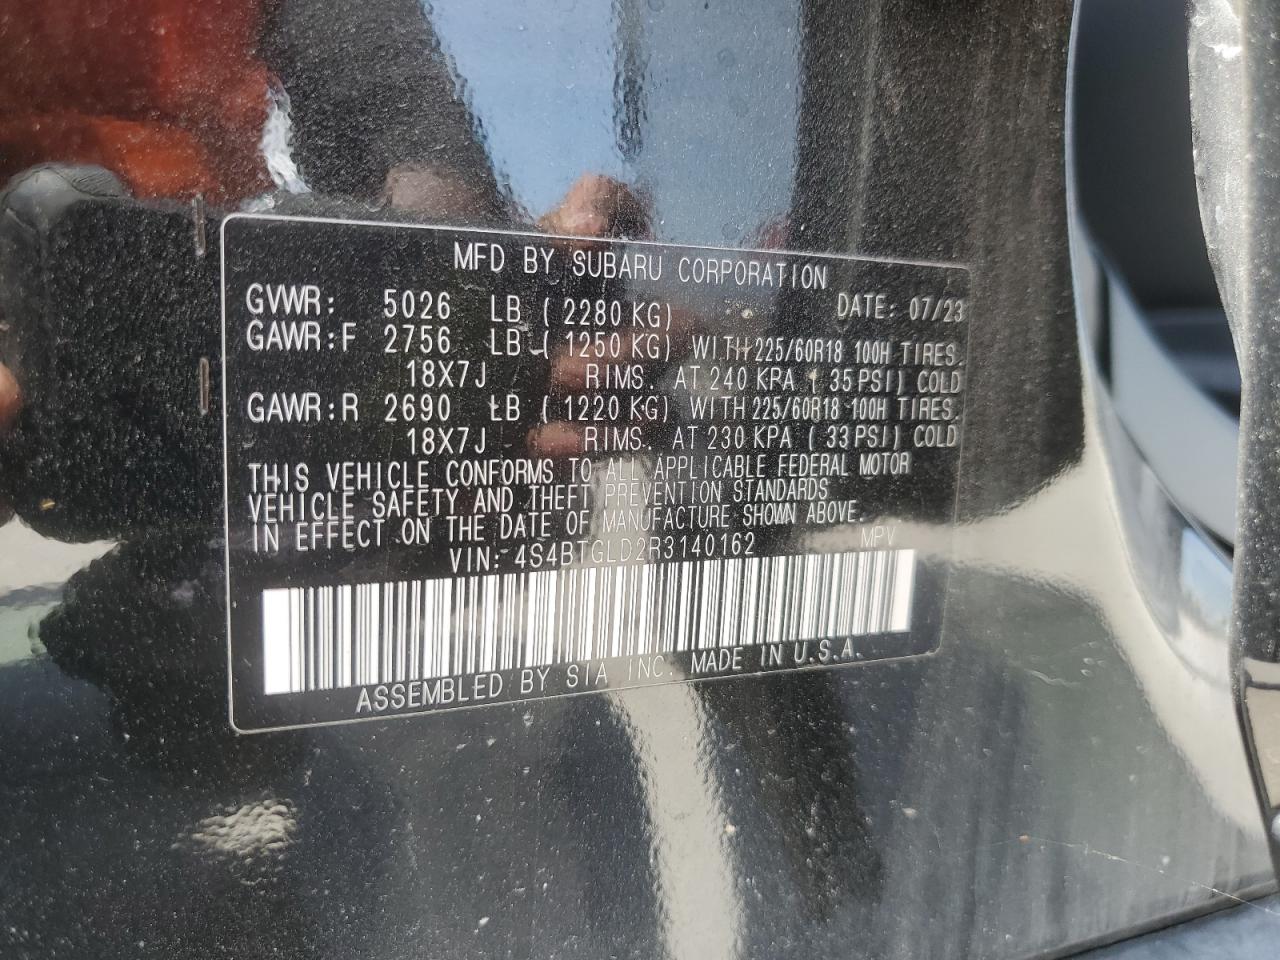 MFD BY SUBARU CORPORATION
GVWR: 5026 LB ( 2280 KG) DATE: 07/23
GAWR:F 2756 LB ( 1250 KG) WITH 225/60R18 100H TIRES.
18X7J RIMS. AT 240 KPA ( 35 PSI) COLD
GAWR:R 2690 LB ( 1220 KG) WITH 225/60R18 100H TIRES.
18X7J RIMS. AT 230 KPA ( 33 PSI) COLD
THIS VEHICLE CONFORMS TO ALL APPLICABLE FEDERAL MOTOR
VEHICLE SAFETY AND THEFT PREVENTION STANDARDS
IN EFFECT ON THE DATE OF MANUFACTURE SHOWN ABOVE.
VIN: 4S4BTGLD2R3140162 MPV
ASSEMBLED BY SIA INC. MADE IN U.S.A.